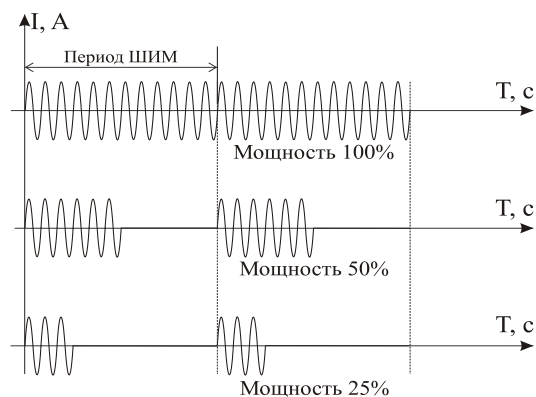 I, А
Период ШИМ
Т, с
Мощность 100%
Т, с
Мощность 50%
Т, с
Мощность 25%